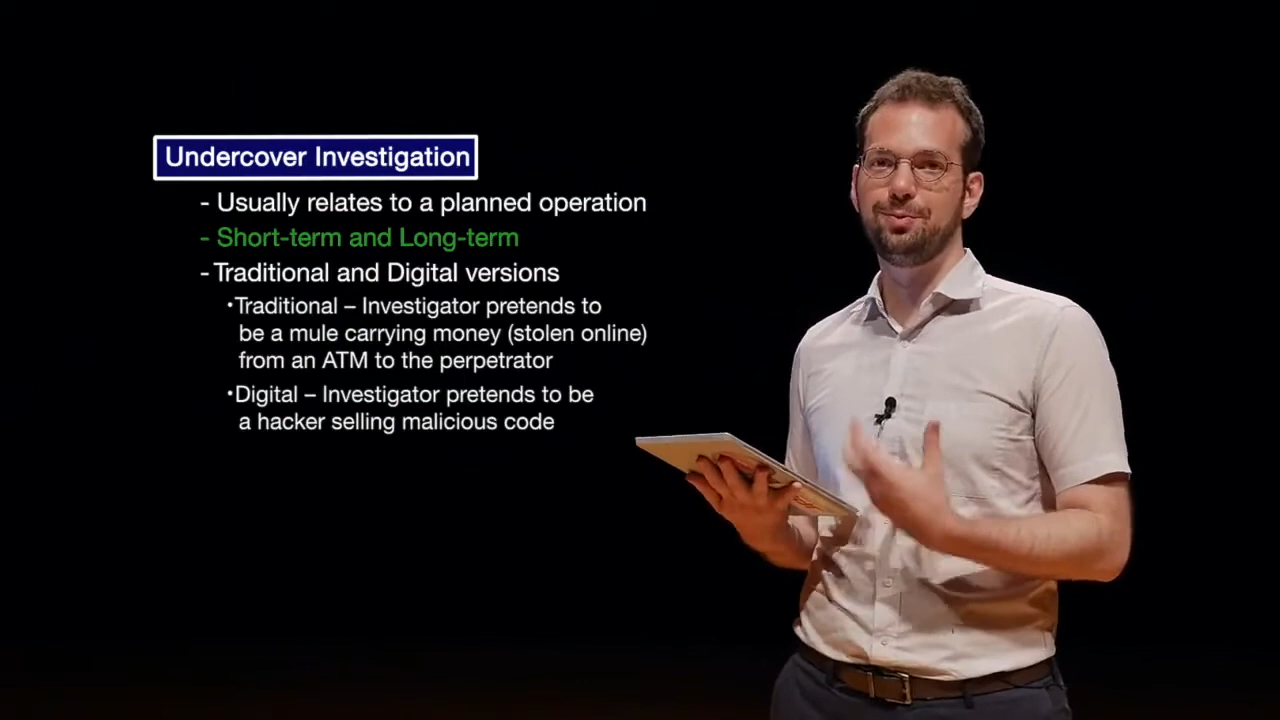 Undercover Investigation
- Usually relates to a planned operation
- Short-term and Long-term
- Traditional and Digital versions
•Traditional – Investigator pretends to
be a mule carrying money (stolen online)
from an ATM to the perpetrator
•Digital – Investigator pretends to be
a hacker selling malicious code